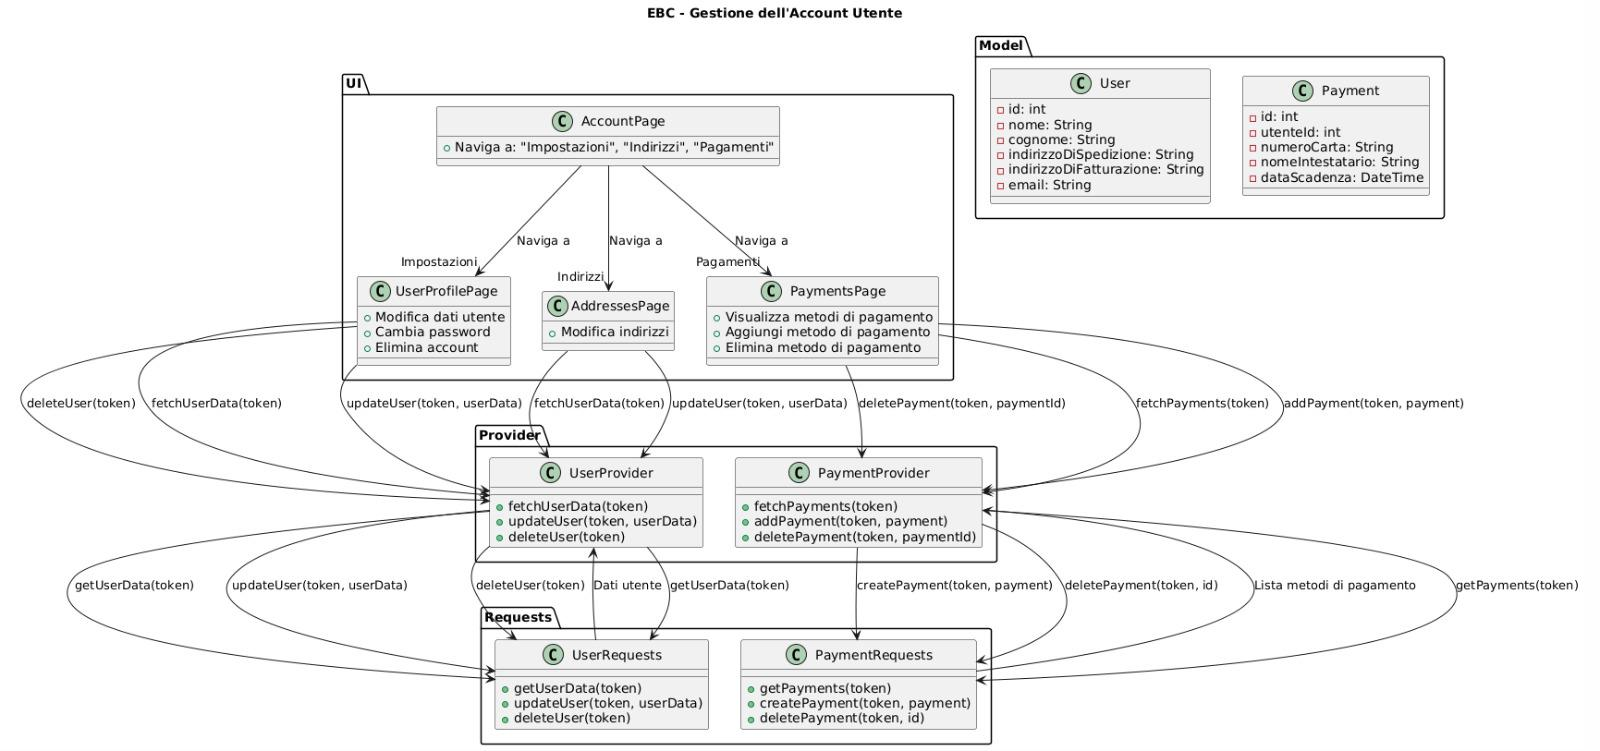 EBC - Gestione dell'Account Utente
Model
C User
id: int
nome: String
cognome: String
indirizzoDiSpedizione: String
indirizzoDiFatturazione: String
email: String
C Payment
id: int
utenteId: int
numeroCarta: String
nomeIntestatario: String
dataScadenza: DateTime
UI
C AccountPage
Naviga a: "Impostazioni", "Indirizzi", "Pagamenti"
Naviga a
Naviga a
Naviga a
Impostazioni
Indirizzi
Pagamenti
C UserProfilePage
Modifica dati utente
Cambia password
Elimina account
C AddressesPage
Modifica indirizzi
C PaymentsPage
Visualizza metodi di pagamento
Aggiungi metodo di pagamento
Elimina metodo di pagamento
deleteUser(token)
fetchUserData(token)
updateUser(token, userData)
fetchUserData(token)
updateUser(token, userData)
deletePayment(token, paymentId)
fetchPayments(token)
addPayment(token, payment)
Provider
C UserProvider
fetchUserData(token)
updateUser(token, userData)
deleteUser(token)
C PaymentProvider
fetchPayments(token)
addPayment(token, payment)
deletePayment(token, paymentId)
getUserData(token)
updateUser(token, userData)
deleteUser(token)
Dati utente
getUserData(token)
createPayment(token, payment)
deletePayment(token, id)
Lista metodi di pagamento
getPayments(token)
Requests
C UserRequests
getUserData(token)
updateUser(token, userData)
deleteUser(token)
C PaymentRequests
getPayments(token)
createPayment(token, payment)
deletePayment(token, id)